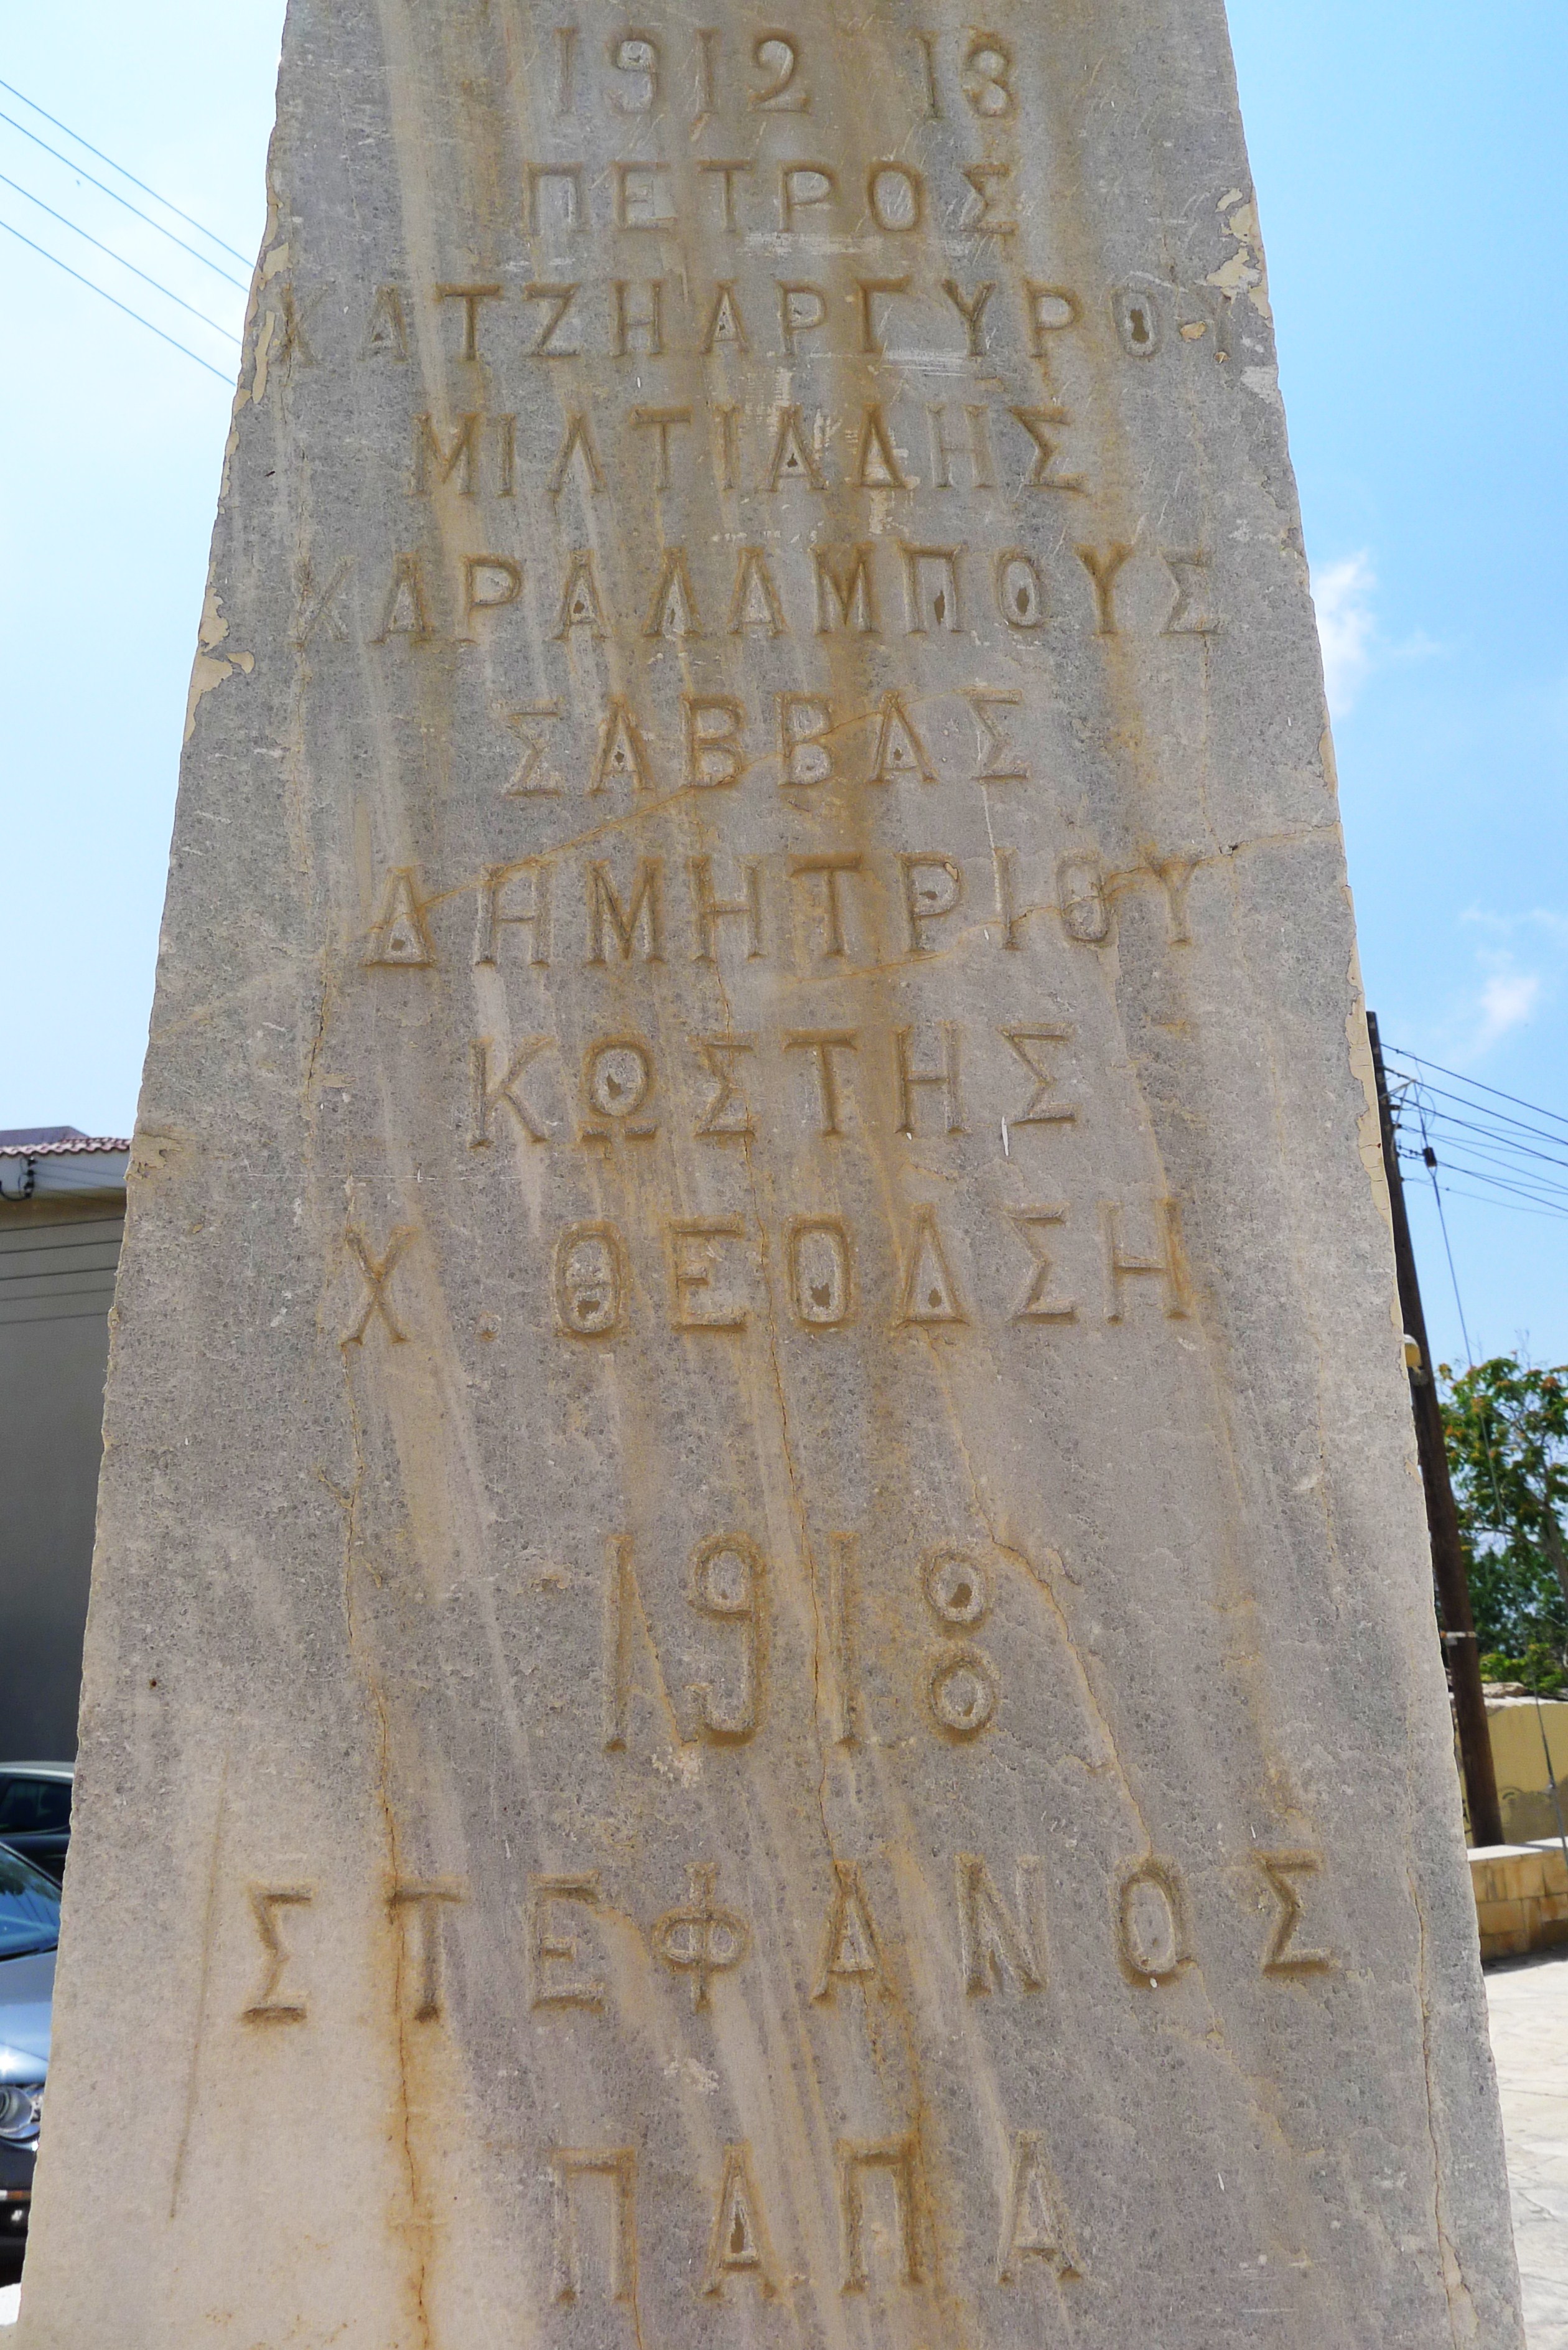 1912 13
ΠΕΤΡΟΣ
ΧΑΤΖΗΑΡΓΥΡΟΥ
ΜΙΛΤΙΑΔΗΣ
ΧΑΡΑΛΑΜΠΟΥΣ
ΣΑΒΒΑΣ
ΔΗΜΗΤΡΙΟΥ
ΚΩΣΤΗΣ
Χ . ΘΕΟΔΣΗ
1918
ΣΤΕΦΑΝΟΣ
ΠΑΠΑ